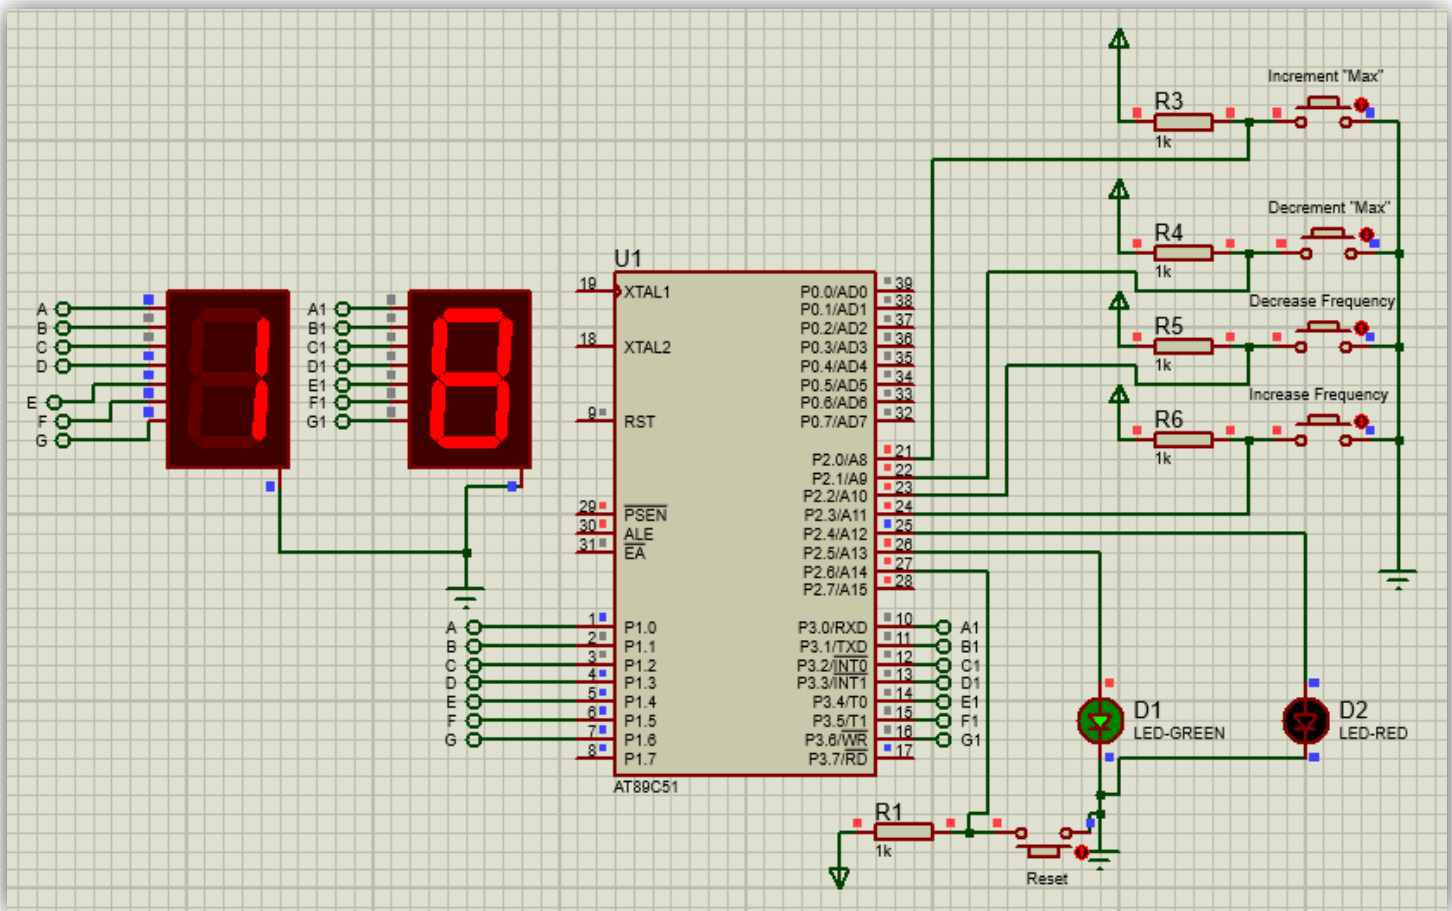 Increment "Max"
R3
1k
Decrement "Max"
R4
1k
Decrease Frequency
R5
1k
Increase Frequency
R6
1k
A
B
C
D
E
F
G
1
A1
B1
C1
D1
E1
F1
G1
8
U1
19 XTAL1
18 XTAL2
9 RST
29 PSEN
30 ALE
31 EA
1 P1.0
2 P1.1
3 P1.2
4 P1.3
5 P1.4
6 P1.5
7 P1.6
8 P1.7
P0.0/AD0 39
P0.1/AD1 38
P0.2/AD2 37
P0.3/AD3 36
P0.4/AD4 35
P0.5/AD5 34
P0.6/AD6 33
P0.7/AD7 32
P2.0/A8 21
P2.1/A9 22
P2.2/A10 23
P2.3/A11 24
P2.4/A12 25
P2.5/A13 26
P2.6/A14 27
P2.7/A15 28
P3.0/RXD 10
P3.1/TXD 11
P3.2/INT0 12
P3.3/INT1 13
P3.4/T0 14
P3.5/T1 15
P3.6/WR 16
P3.7/RD 17
AT89C51
A
B
C
D
E
F
G
A1
B1
C1
D1
E1
F1
G1
D1
LED-GREEN
D2
LED-RED
R1
1k
Reset